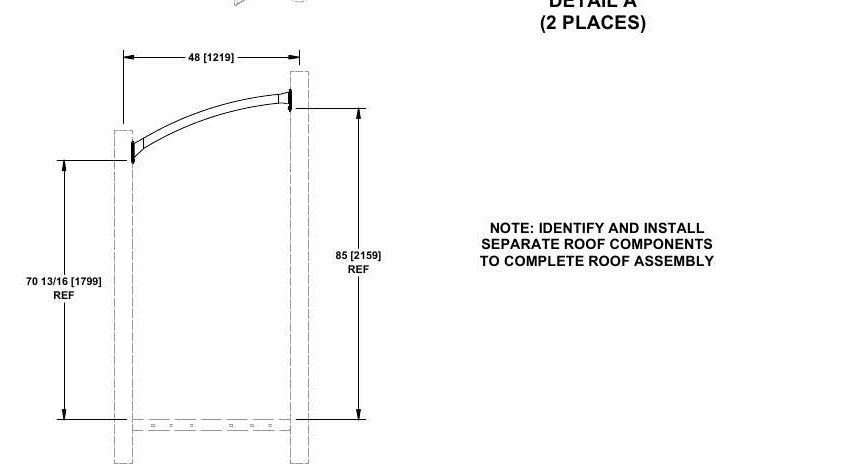 DETAIL A
(2 PLACES)
48 [1219]
NOTE: IDENTIFY AND INSTALL
SEPARATE ROOF COMPONENTS
TO COMPLETE ROOF ASSEMBLY
85 [2159]
REF
70 13/16 [1799]
REF